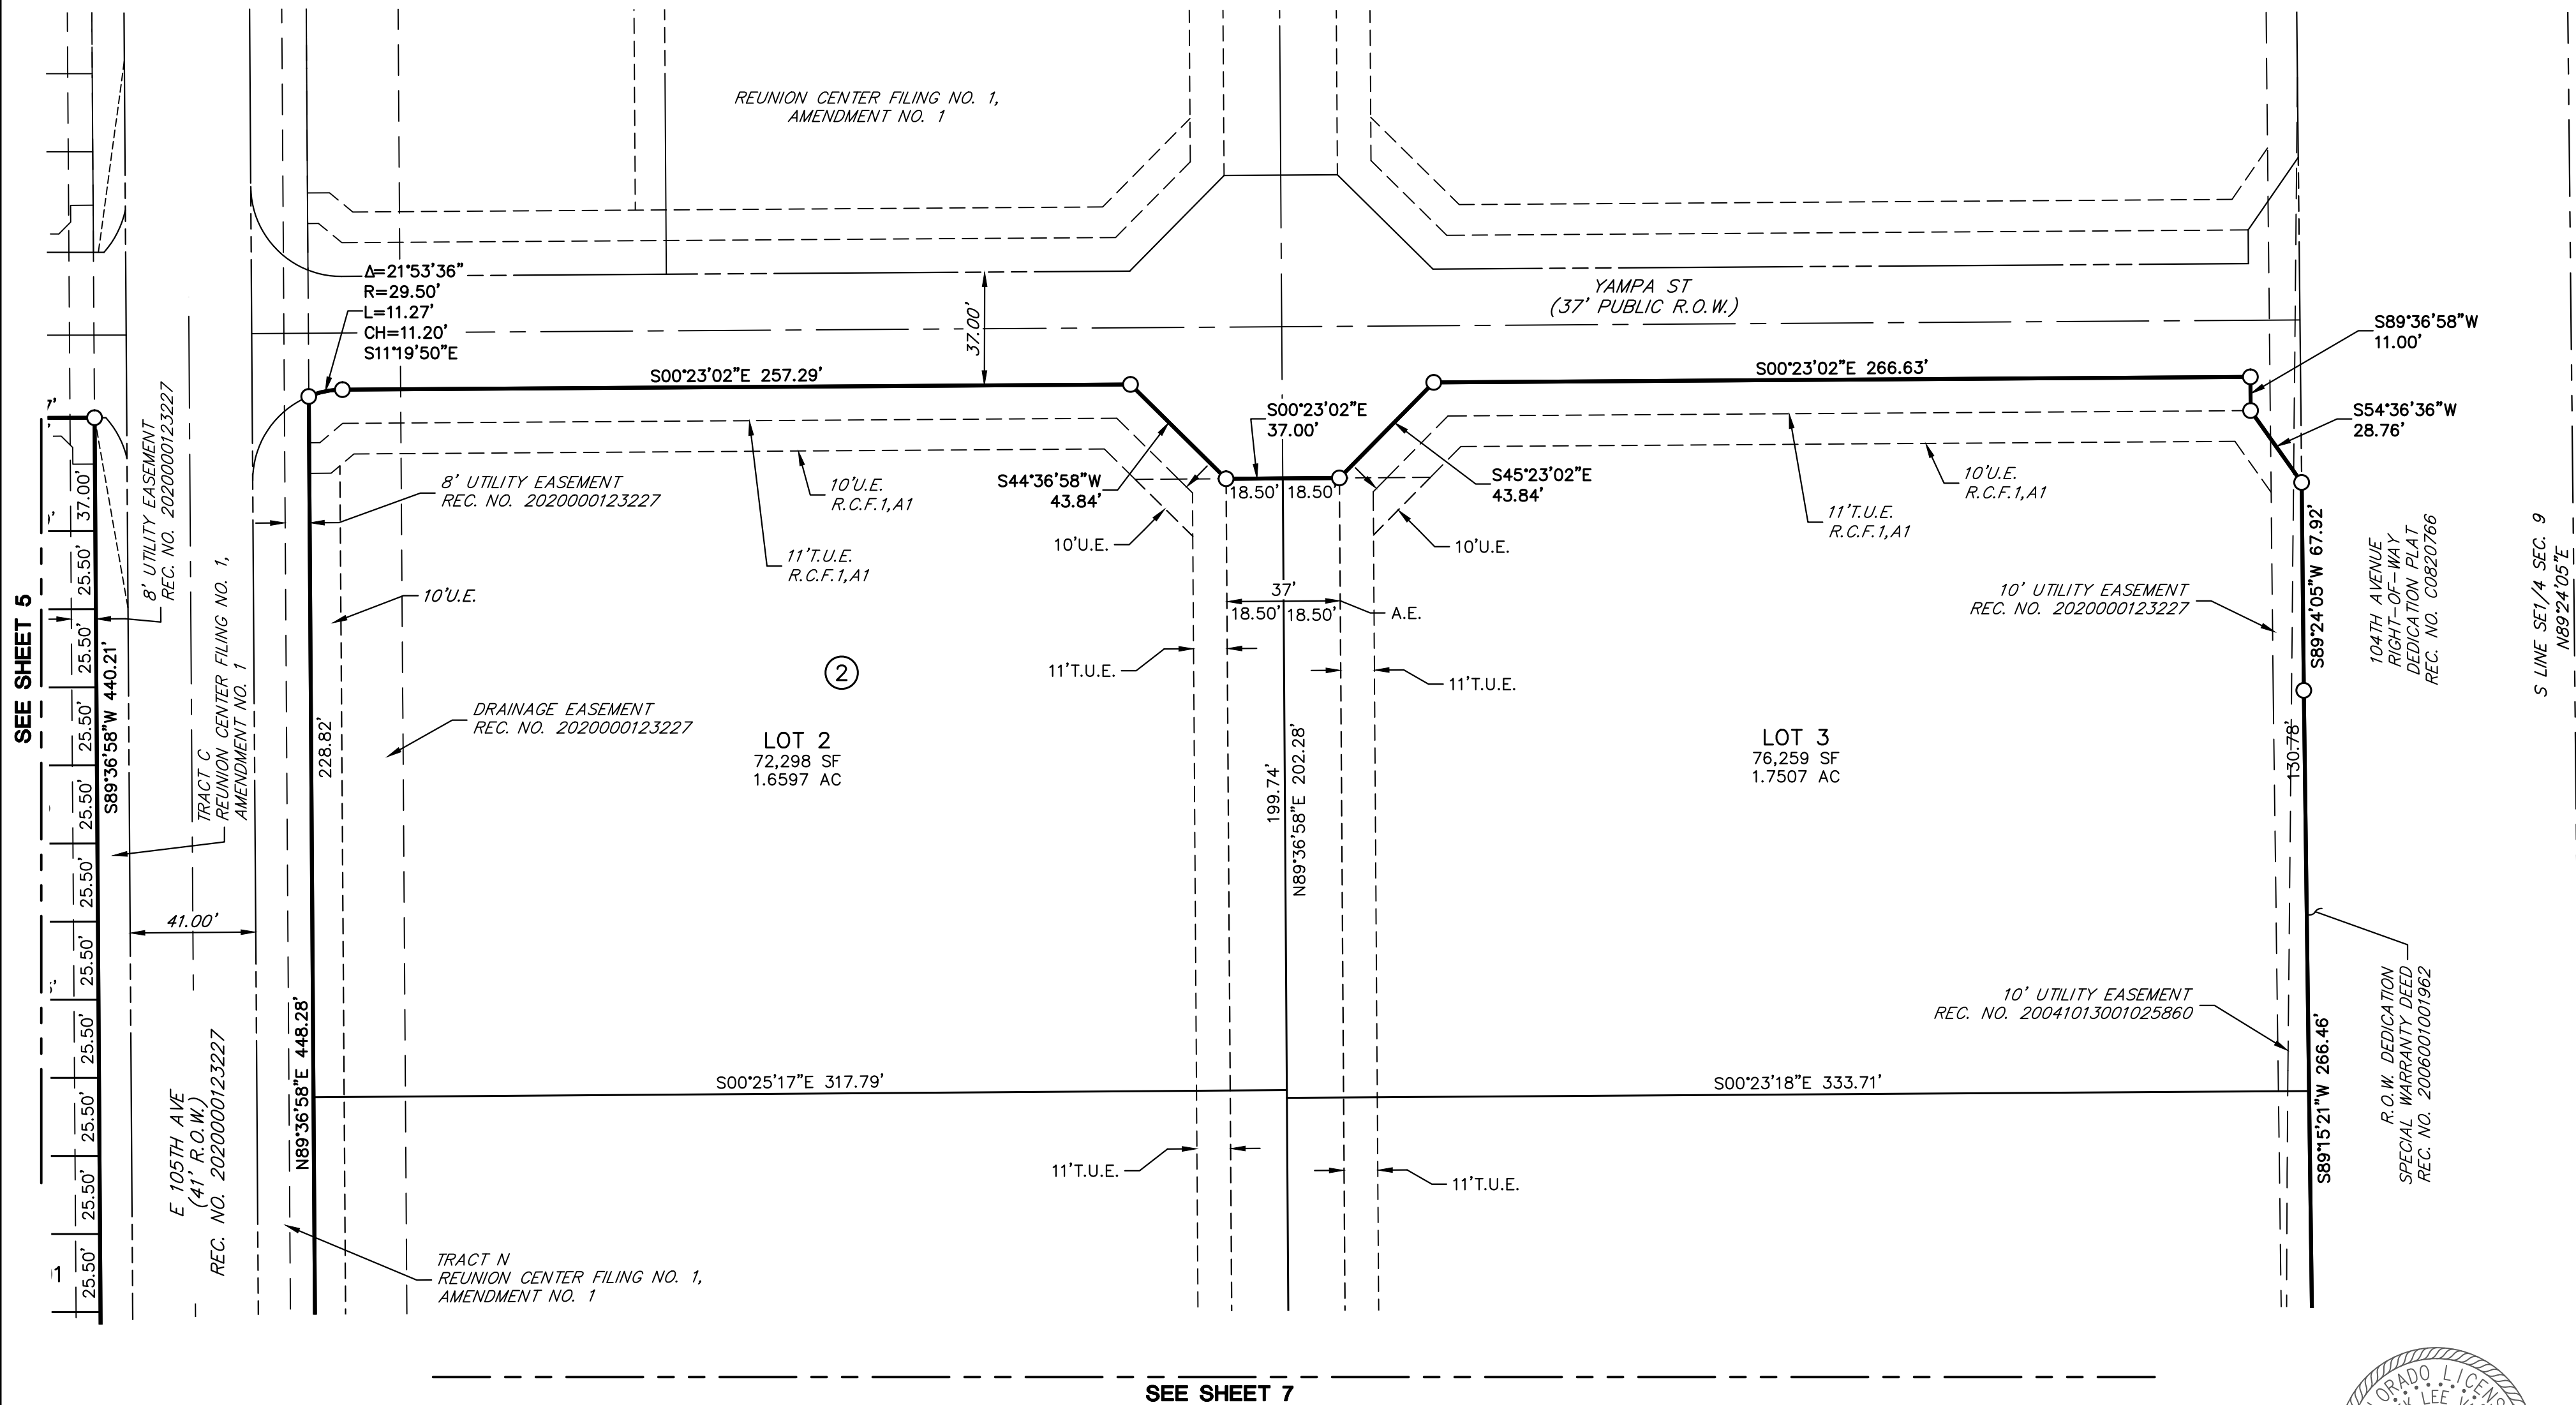 REUNION CENTER FILING NO. 1,
AMENDMENT NO. 1
Δ=21°53'36"
R=29.50'
L=11.27'
CH=11.20'
S11°19'50"E
37.00'
YAMPA ST
(37' PUBLIC R.O.W.)
S89°36'58"W
11.00'
S00°23'02"E 257.29'
S00°23'02"E 266.63'
S00°23'02"E
37.00'
S54°36'36"W
28.76'
S44°36'58"W
43.84'
18.50'
18.50'
S45°23'02"E
43.84'
8' UTILITY EASEMENT
REC. NO. 2020000123227
8' UTILITY EASEMENT
REC. NO. 2020000123227
10'U.E.
R.C.F.1,A1
11'T.U.E.
R.C.F.1,A1
10'U.E.
10'U.E.
10'U.E.
R.C.F.1,A1
11'T.U.E.
R.C.F.1,A1
10'U.E.
37'
18.50'
18.50'
A.E.
10' UTILITY EASEMENT
REC. NO. 2020000123227
S89°24'05"W 67.92'
104TH AVENUE
RIGHT-OF-WAY
DEDICATION PLAT
REC. NO. C0820766
S LINE SE1/4 SEC. 9
N89°24'05"E
SEE SHEET 5
37.00'
25.50'
25.50'
25.50'
25.50'
25.50'
25.50'
25.50'
25.50'
25.50'
25.50'
S89°36'58"W 440.21'
TRACT C
REUNION CENTER FILING NO. 1,
AMENDMENT NO. 1
11'T.U.E.
11'T.U.E.
2
DRAINAGE EASEMENT
REC. NO. 2020000123227
228.82'
LOT 2
72,298 SF
1.6597 AC
199.74'
N89°36'58"E 202.28'
LOT 3
76,259 SF
1.7507 AC
130.78'
41.00'
E 105TH AVE
(41' R.O.W.)
REC. NO. 2020000123227
N89°36'58"E 448.28'
10' UTILITY EASEMENT
REC. NO. 20041013001025860
R.O.W. DEDICATION
SPECIAL WARRANTY DEED
REC. NO. 2006001001962
S89°15'21"W 266.46'
S00°25'17"E 317.79'
S00°23'18"E 333.71'
11'T.U.E.
11'T.U.E.
TRACT N
REUNION CENTER FILING NO. 1,
AMENDMENT NO. 1
SEE SHEET 7